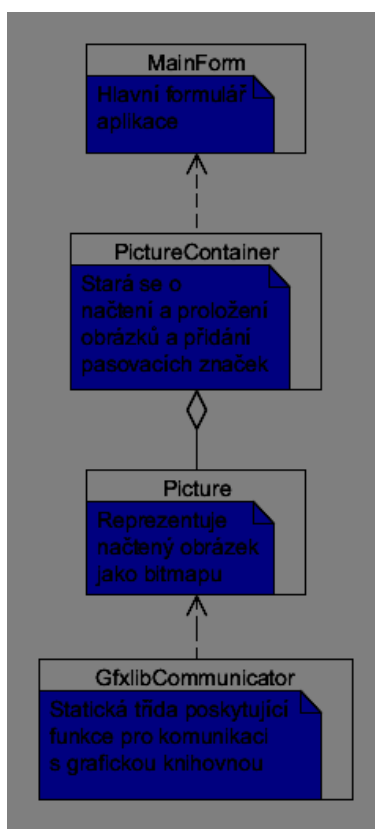 MainForm
Hlavní formulář
aplikace
PictureContainer
Stará se o
načtení a proložení
obrázků a přidání
pasovacích značek
Picture
Reprezentuje
načtený obrázek
jako bitmapu
GfxlibCommunicator
Statická třída poskytující
funkce pro komunikaci
s grafickou knihovnou